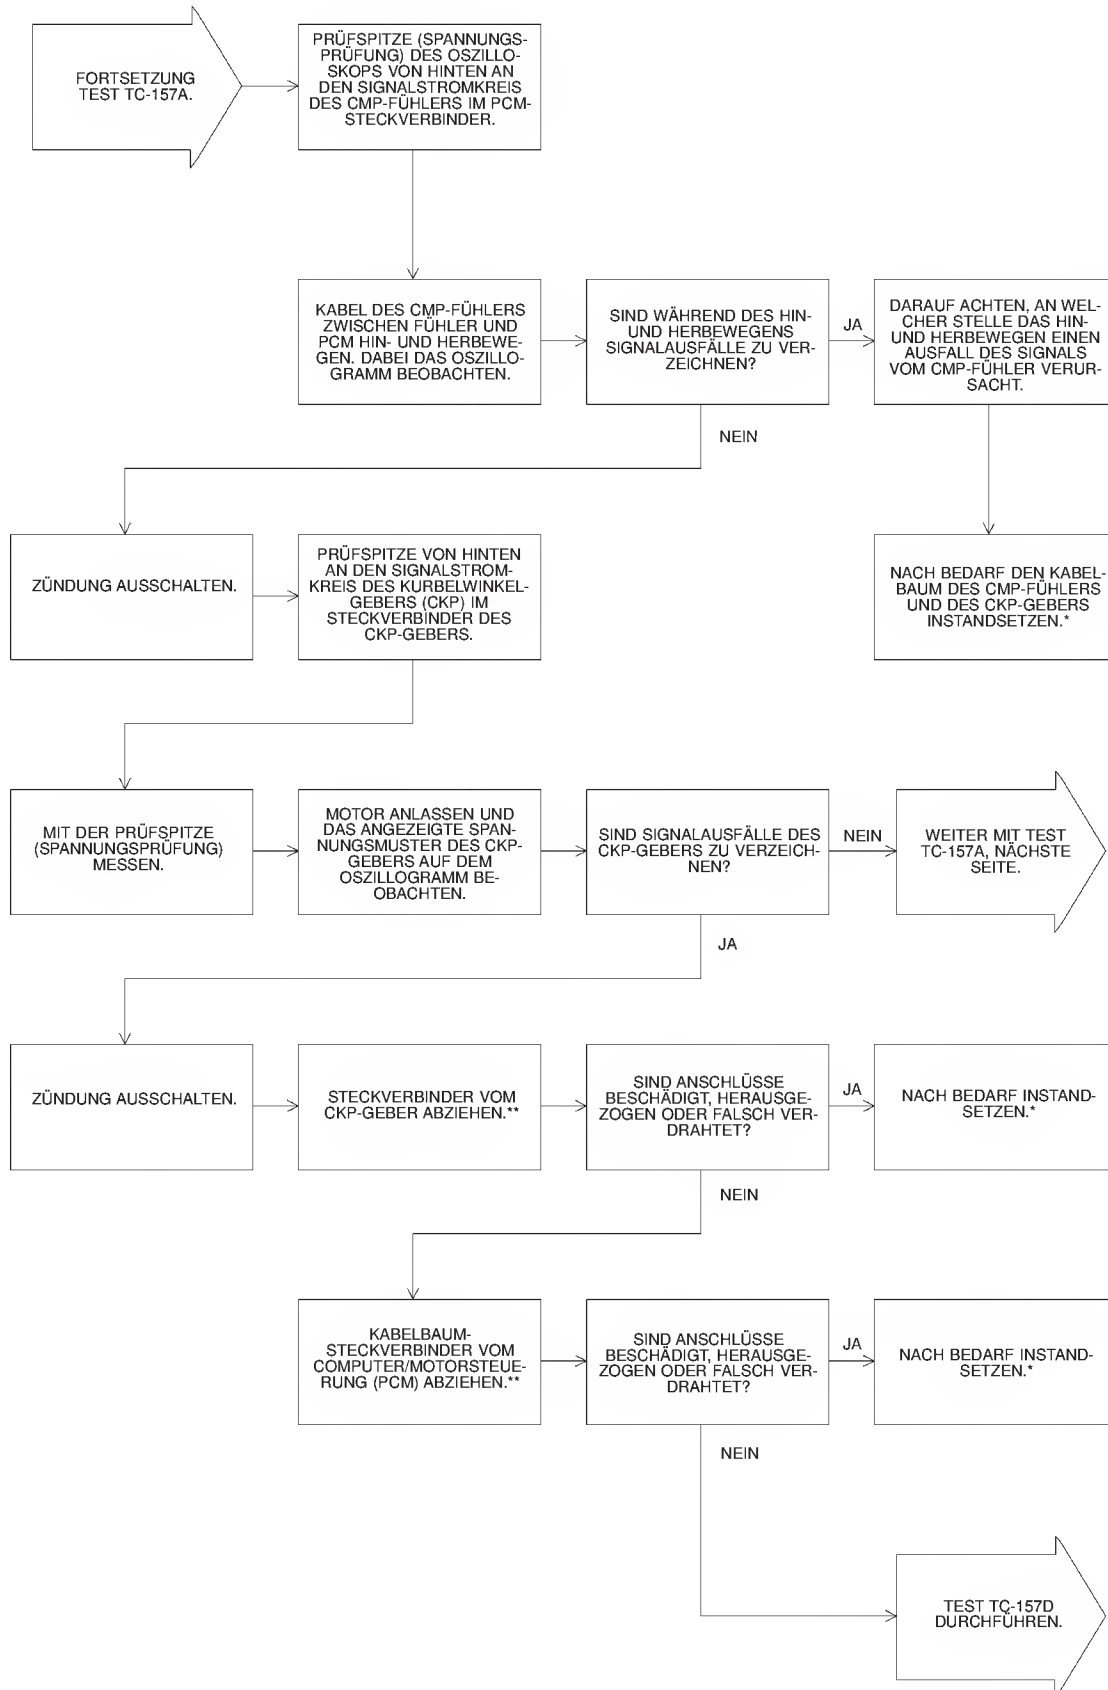 FORTSETZUNG
TEST TC-157A.
PRÜFSPITZE (SPANNUNGS-
PRÜFUNG) DES OSZILLO-
SKOPS VON HINTEN AN
DEN SIGNALSTROMKREIS
DES CMP-FÜHLERS IM PCM-
STECKVERBINDER.
KABEL DES CMP-FÜHLERS
ZWISCHEN FÜHLER UND
PCM HIN- UND HERBEWE-
GEN. DABEI DAS OSZILLO-
GRAMM BEOBACHTEN.
SIND WÄHREND DES HIN-
UND HERBEWEGENS
SIGNALAUSFÄLLE ZU VER-
ZEICHNEN?
JA
DARAUF ACHTEN, AN WEL-
CHER STELLE DAS HIN-
UND HERBEWEGEN EINEN
AUSFALL DES SIGNALS
VOM CMP-FÜHLER VERUR-
SACHT.
NEIN
ZÜNDUNG AUSSCHALTEN.
PRÜFSPITZE VON HINTEN
AN DEN SIGNALSTROM-
KREIS DES KURBELWINKEL-
GEBERS (CKP) IM
STECKVERBINDER DES
CKP-GEBERS.
NACH BEDARF DEN KABEL-
BAUM DES CMP-FÜHLERS
UND DES CKP-GEBERS
INSTANDSETZEN.*
MIT DER PRÜFSPITZE
(SPANNUNGSPRÜFUNG)
MESSEN.
MOTOR ANLASSEN UND
DAS ANGEZEIGTE SPAN-
NUNGSMUSTER DES CKP-
GEBERS AUF DEM
OSZILLOGRAMM BE-
OBACHTEN.
SIND SIGNALAUSFÄLLE DES
CKP-GEBERS ZU VERZEICH-
NEN?
NEIN
WEITER MIT TEST
TC-157A, NÄCHSTE
SEITE.
JA
ZÜNDUNG AUSSCHALTEN.
STECKVERBINDER VOM
CKP-GEBER ABZIEHEN.**
SIND ANSCHLÜSSE
BESCHÄDIGT, HERAUSGE-
ZOGEN ODER FALSCH VER-
DRAHTET?
JA
NACH BEDARF INSTAND-
SETZEN.*
NEIN
KABELBAUM-
STECKVERBINDER VOM
COMPUTER/MOTORSTEUE-
RUNG (PCM) ABZIEHEN.**
SIND ANSCHLÜSSE
BESCHÄDIGT, HERAUSGE-
ZOGEN ODER FALSCH VER-
DRAHTET?
JA
NACH BEDARF INSTAND-
SETZEN.*
NEIN
TEST TC-157D
DURCHFÜHREN.